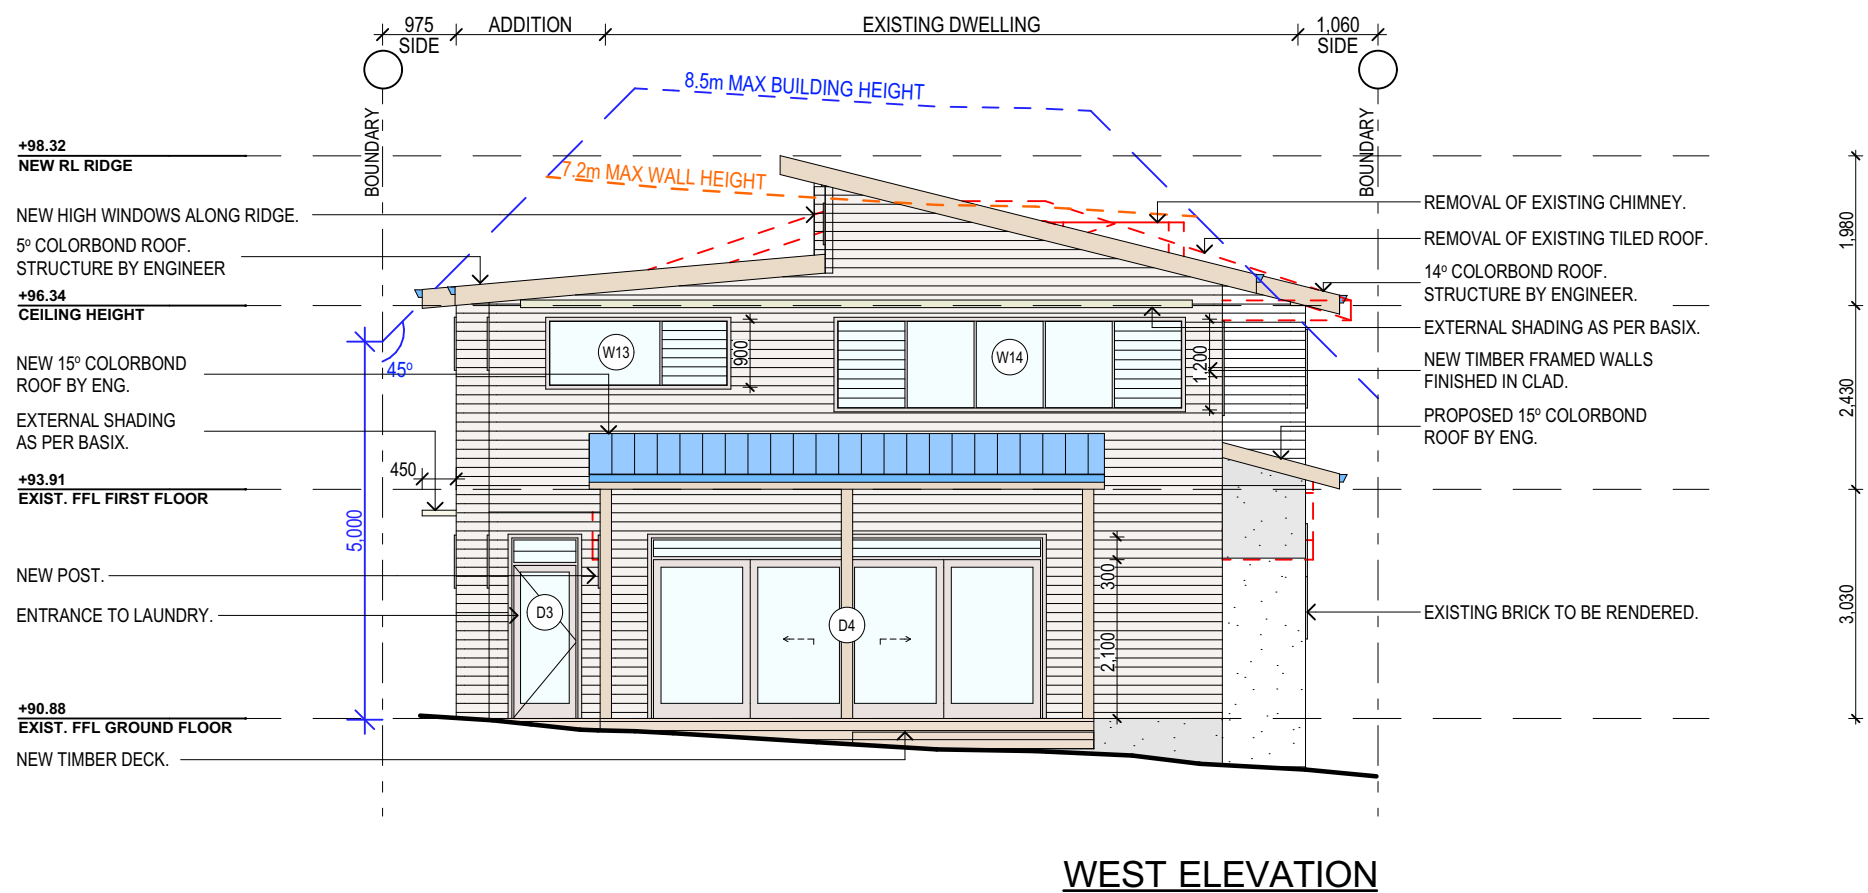 975
SIDE
ADDITION
EXISTING DWELLING
1,060
SIDE
8.5m MAX BUILDING HEIGHT
BOUNDARY
BOUNDARY
+98.32
NEW RL RIDGE
7.2m MAX WALL HEIGHT
NEW HIGH WINDOWS ALONG RIDGE.
5º COLORBOND ROOF.
STRUCTURE BY ENGINEER
+96.34
CEILING HEIGHT
NEW 15º COLORBOND
ROOF BY ENG.
45º
EXTERNAL SHADING
AS PER BASIX.
450
+93.91
EXIST. FFL FIRST FLOOR
5,000
NEW POST.
ENTRANCE TO LAUNDRY.
+90.88
EXIST. FFL GROUND FLOOR
NEW TIMBER DECK.
W13
900
W14
1,200
D3
D4
300
2,100
REMOVAL OF EXISTING CHIMNEY.
REMOVAL OF EXISTING TILED ROOF.
14º COLORBOND ROOF.
STRUCTURE BY ENGINEER.
EXTERNAL SHADING AS PER BASIX.
NEW TIMBER FRAMED WALLS
FINISHED IN CLAD.
PROPOSED 15º COLORBOND
ROOF BY ENG.
EXISTING BRICK TO BE RENDERED.
1,980
2,430
3,030
WEST ELEVATION